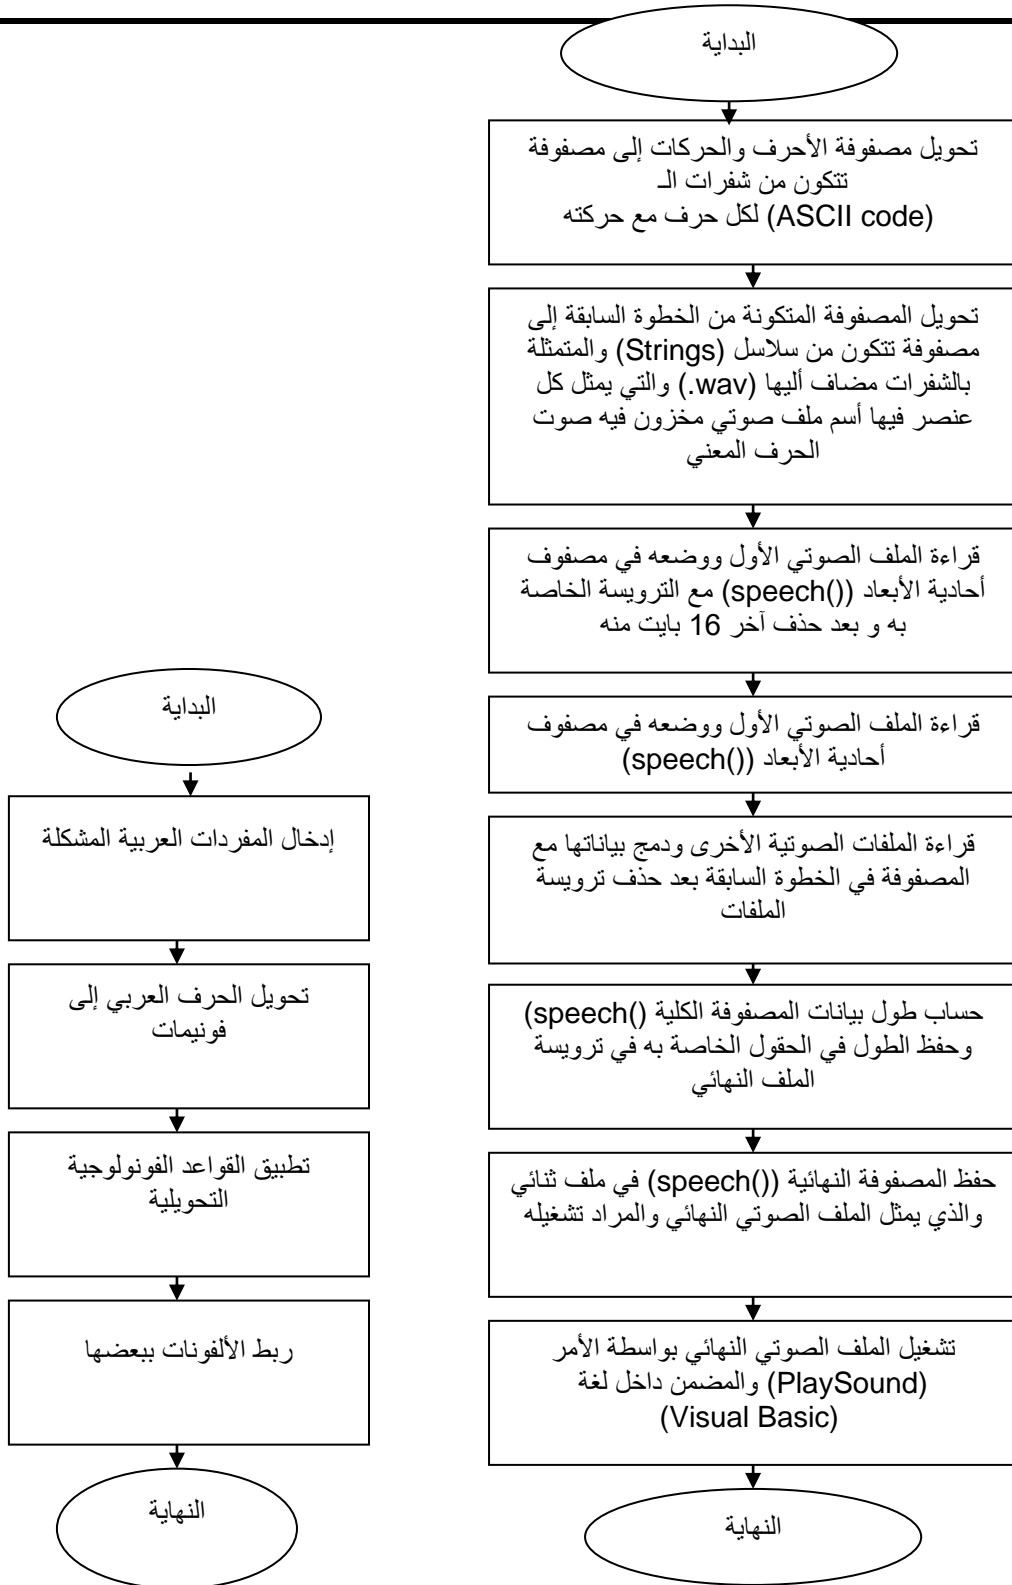 البداية
تحويل مصفوفة الأحرف والحركات إلى مصفوفة
تتكون من شفرات الـ
(ASCII code) لكل حرف مع حركته
تحويل المصفوفة المتكونة من الخطوة السابقة إلى
مصفوفة تتكون من سلاسل (Strings) والمتمثلة
بالشفرات مضاف أليها (.wav) والتي يمثل كل
عنصر فيها أسم ملف صوتي مخزون فيه صوت
الحرف المعني
قراءة الملف الصوتي الأول ووضعه في مصفوف
أحادية الأبعاد (speech()) مع الترويسة الخاصة
به و بعد حذف آخر 16 بايت منه
قراءة الملف الصوتي الأول ووضعه في مصفوف
أحادية الأبعاد (speech())
قراءة الملفات الصوتية الأخرى ودمج بياناتها مع
المصفوفة في الخطوة السابقة بعد حذف ترويسة
الملفات
حساب طول بيانات المصفوفة الكلية (speech()
وحفظ الطول في الحقول الخاصة به في ترويسة
الملف النهائي
حفظ المصفوفة النهائية (speech()) في ملف ثنائي
والذي يمثل الملف الصوتي النهائي والمراد تشغيله
تشغيل الملف الصوتي النهائي بواسطة الأمر
(PlaySound) والمضمن داخل لغة
(Visual Basic)
النهاية
البداية
إدخال المفردات العربية المشكلة
تحويل الحرف العربي إلى
فونيمات
تطبيق القواعد الفونولوجية
التحويلية
ربط الألفونات ببعضها
النهاية